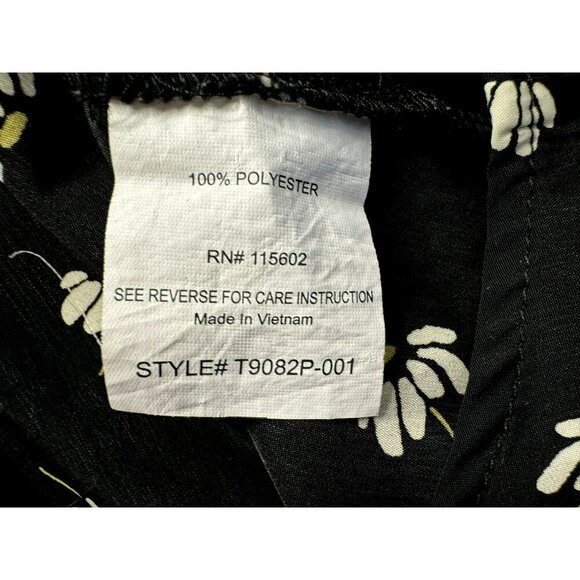 100% POLYESTER
RN# 115602
SEE REVERSE FOR CARE INSTRUCTION
Made In Vietnam
STYLE# T9082P-001